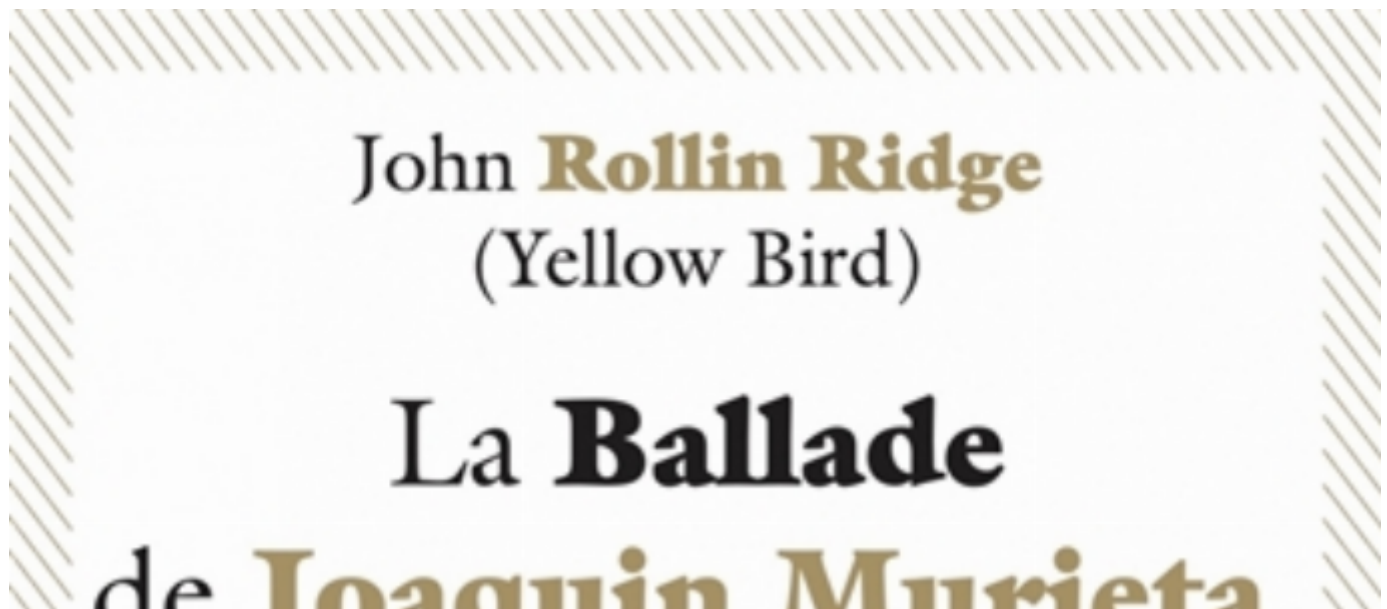 John Rollin Ridge
(Yellow Bird)
La Ballade
de Joaquin Murieta